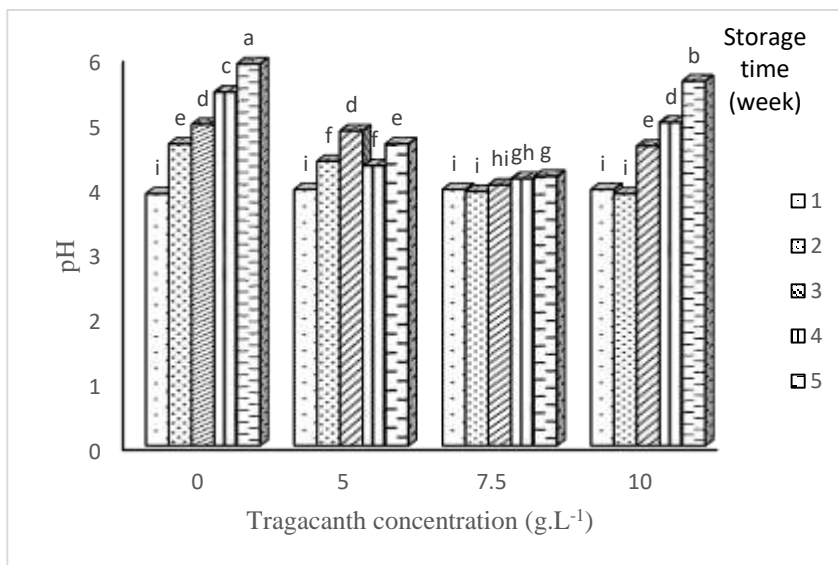 Storage
time
(week)
6
5
4
3
2
1
0
pH
i e d c a
i f d f e
i i hi gh g
i i e d b
0 5 7.5 10
Tragacanth concentration (g.L⁻¹)
1
2
3
4
5